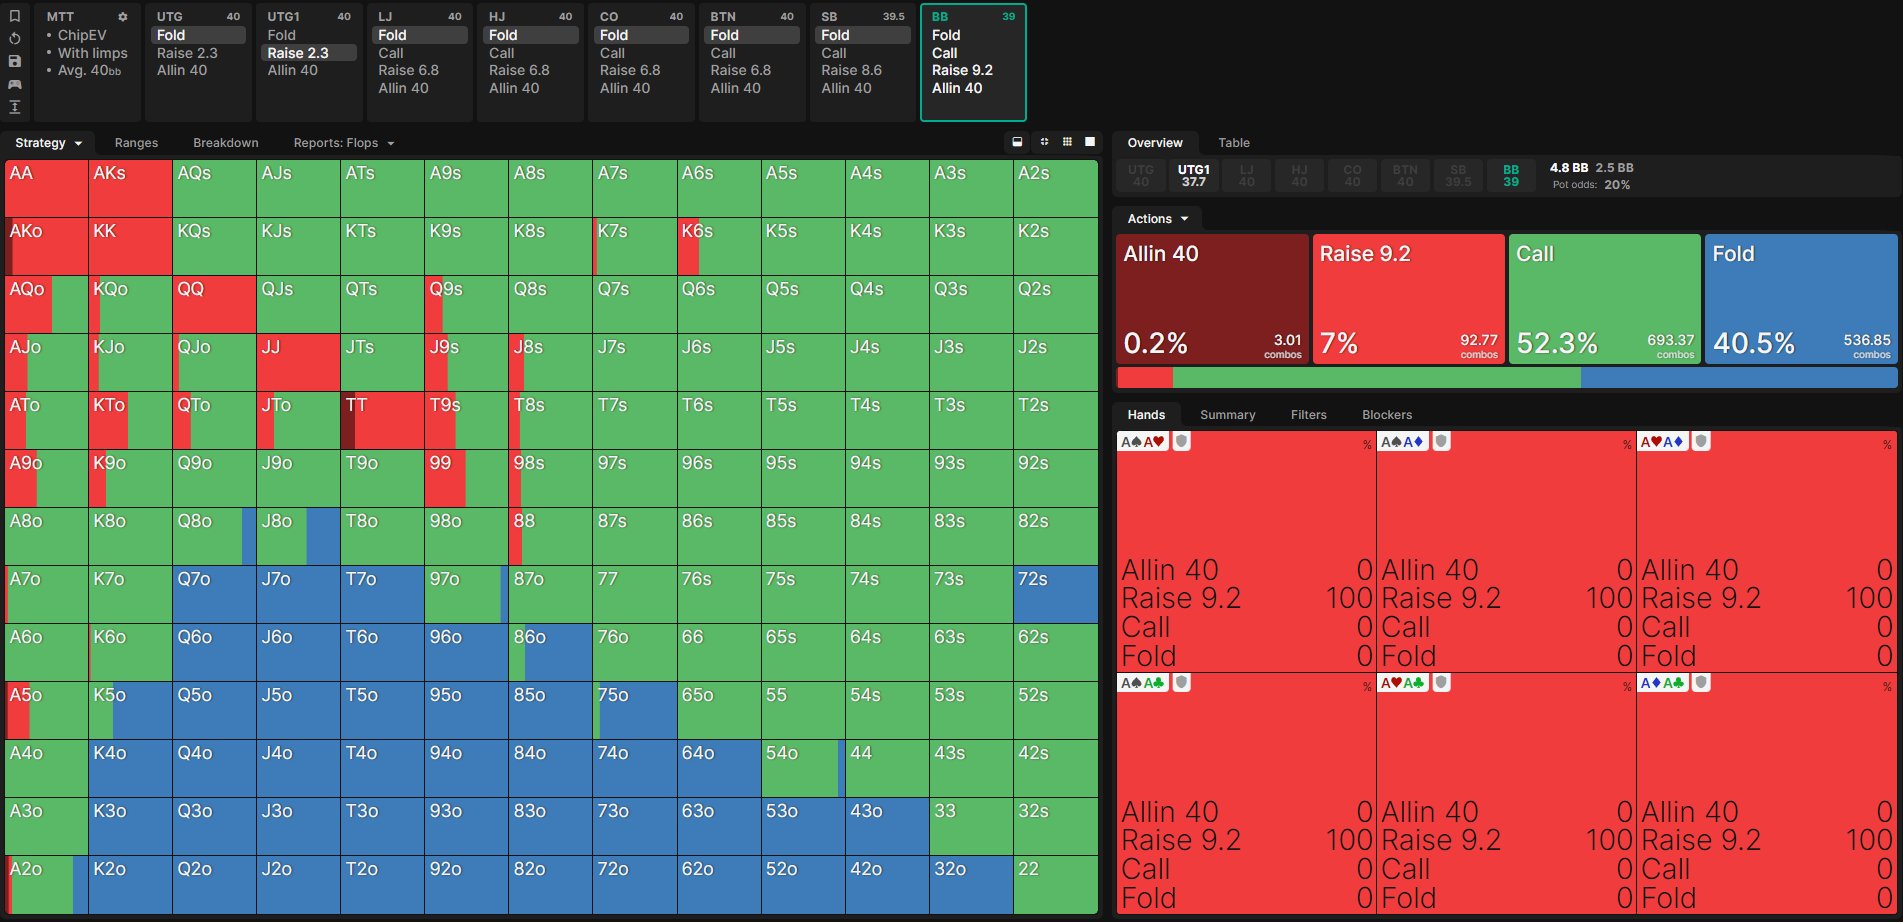 MTT
• ChipEV
• With limps
• Avg. 40bb
UTG 40
Fold
Raise 2.3
Allin 40
UTG1 40
Fold
Raise 2.3
Allin 40
LJ 40
Fold
Call
Raise 6.8
Allin 40
HJ 40
Fold
Call
Raise 6.8
Allin 40
CO 40
Fold
Call
Raise 6.8
Allin 40
BTN 40
Fold
Call
Raise 6.8
Allin 40
SB 39.5
Fold
Call
Raise 8.6
Allin 40
BB 39
Fold
Call
Raise 9.2
Allin 40
Strategy Ranges Breakdown Reports: Flops
AA AKs AQs AJs ATs A9s A8s A7s A6s A5s A4s A3s A2s
AKo KK KQs KJs KTs K9s K8s K7s K6s K5s K4s K3s K2s
AQo KQo QQ QJs QTs Q9s Q8s Q7s Q6s Q5s Q4s Q3s Q2s
AJo KJo QJo JJ JTs J9s J8s J7s J6s J5s J4s J3s J2s
ATo KTo QTo JTo TT T9s T8s T7s T6s T5s T4s T3s T2s
A9o K9o Q9o J9o T9o 99 98s 97s 96s 95s 94s 93s 92s
A8o K8o Q8o J8o T8o 98o 88 87s 86s 85s 84s 83s 82s
A7o K7o Q7o J7o T7o 97o 87o 77 76s 75s 74s 73s 72s
A6o K6o Q6o J6o T6o 96o 86o 76o 66 65s 64s 63s 62s
A5o K5o Q5o J5o T5o 95o 85o 75o 65o 55 54s 53s 52s
A4o K4o Q4o J4o T4o 94o 84o 74o 64o 54o 44 43s 42s
A3o K3o Q3o J3o T3o 93o 83o 73o 63o 53o 43o 33 32s
A2o K2o Q2o J2o T2o 92o 82o 72o 62o 52o 42o 32o 22
Overview Table
UTG UTG1 LJ HJ CO BTN SB BB 4.8 BB 2.5 BB
40 37.7 40 40 40 40 39.5 39 Pot odds: 20%
Actions
Allin 40 Raise 9.2 Call Fold
0.2% 3.01 combos 7% 92.77 combos 52.3% 693.37 combos 40.5% 536.85 combos
Hands Summary Filters Blockers
A♠A♥ % A♠A♦ % A♥A♦ %
Allin 40 0 Allin 40 0 Allin 40 0
Raise 9.2 100 Raise 9.2 100 Raise 9.2 100
Call 0 Call 0 Call 0
Fold 0 Fold 0 Fold 0
A♠A♣ % A♥A♣ % A♦A♣ %
Allin 40 0 Allin 40 0 Allin 40 0
Raise 9.2 100 Raise 9.2 100 Raise 9.2 100
Call 0 Call 0 Call 0
Fold 0 Fold 0 Fold 0